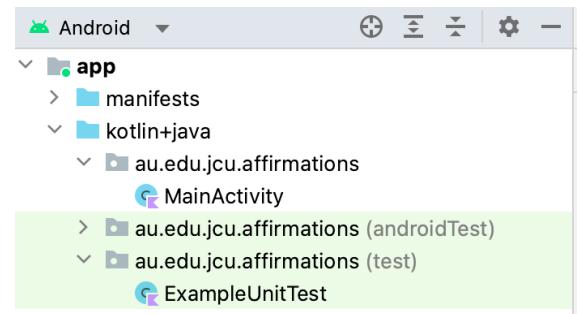 Android
app
manifests
kotlin+java
au.edu.jcu.affirmations
MainActivity
au.edu.jcu.affirmations (androidTest)
au.edu.jcu.affirmations (test)
ExampleUnitTest